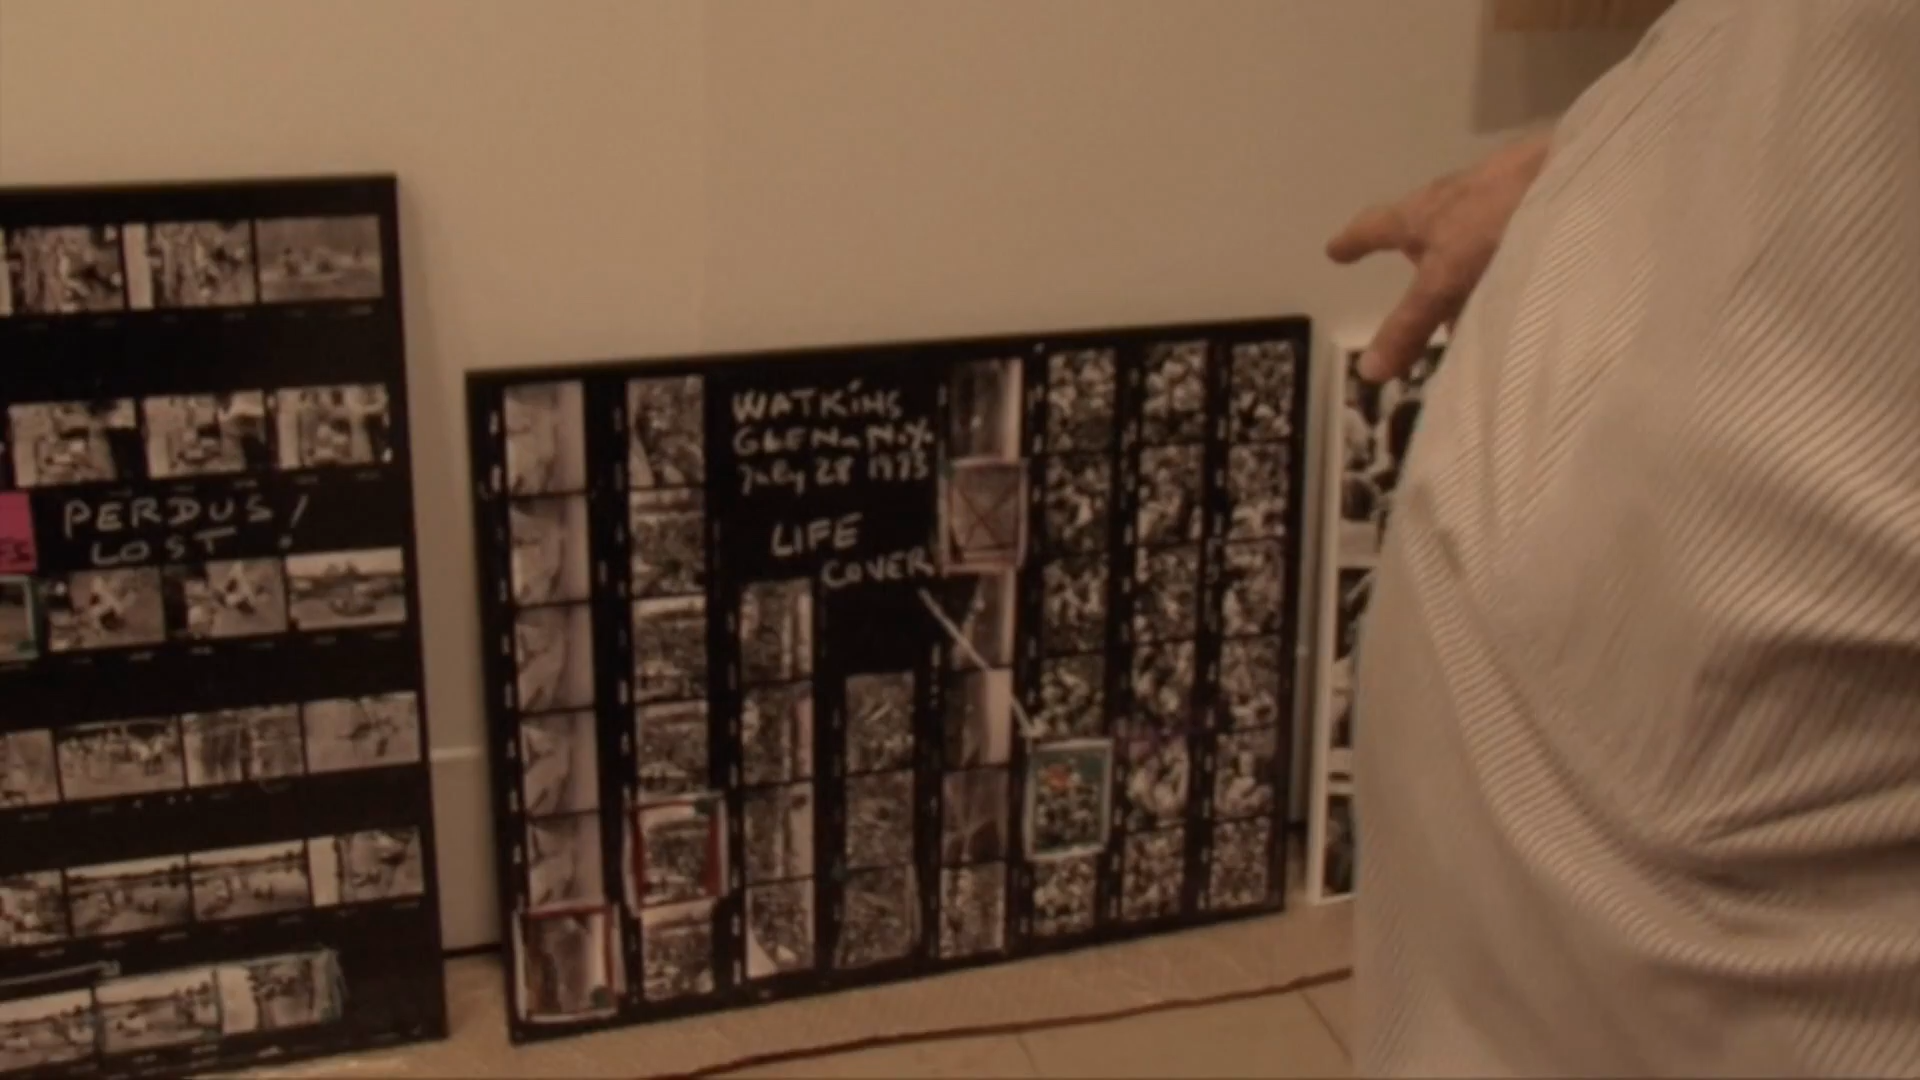 PERDUS!
LOST
WATKINS
GLEN N.Y.
July 28 1973
LIFE
COVER